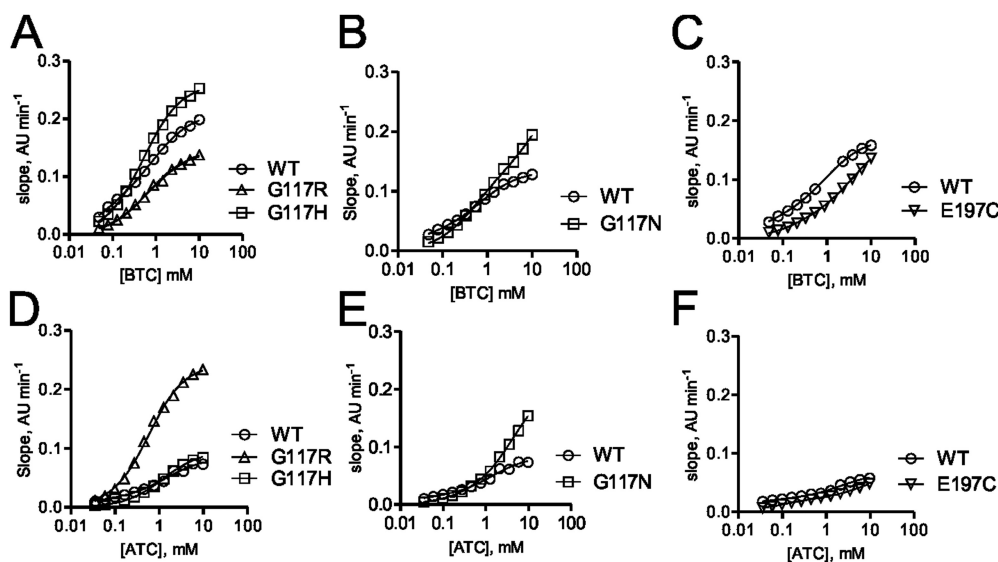 A
slope, AU min⁻¹
0.3
0.2
0.1
0.0
0.01 0.1 1 10 100
[BTC] mM
WT
G117R
G117H
B
Slope, AU min⁻¹
0.3
0.2
0.1
0.0
0.01 0.1 1 10 100
[BTC] mM
WT
G117N
C
slope, AU min⁻¹
0.3
0.2
0.1
0.0
0.01 0.1 1 10 100
[BTC], mM
WT
E197C
D
Slope, AU min⁻¹
0.3
0.2
0.1
0.0
0.01 0.1 1 10 100
[ATC], mM
WT
G117R
G117H
E
Slope, AU min⁻¹
0.3
0.2
0.1
0.0
0.01 0.1 1 10 100
[ATC], mM
WT
G117N
F
slope, AU min⁻¹
0.3
0.2
0.1
0.0
0.01 0.1 1 10 100
[ATC], mM
WT
E197C